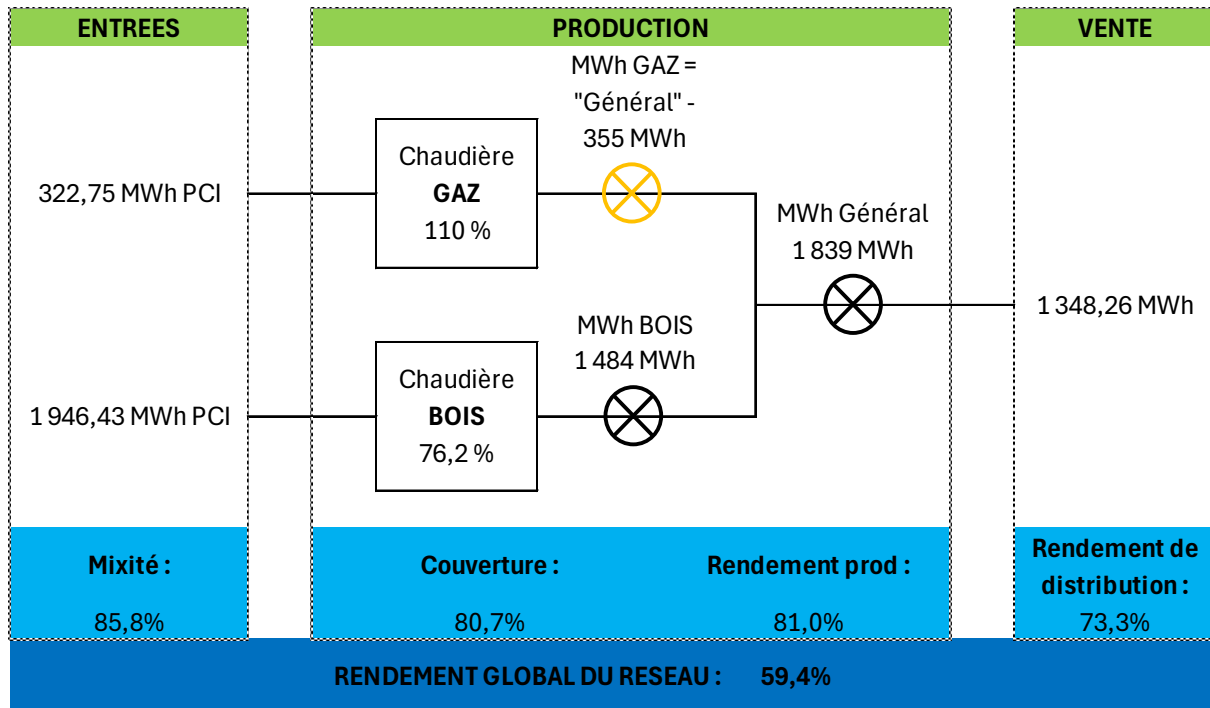 ENTREES
PRODUCTION
VENTE
MWh GAZ =
"Général" -
355 MWh
Chaudière
GAZ
110 %
322,75 MWh PCI
MWh Général
1 839 MWh
1 348,26 MWh
MWh BOIS
1 484 MWh
Chaudière
BOIS
76,2 %
1 946,43 MWh PCI
Mixité :
85,8%
Couverture :
80,7%
Rendement prod :
81,0%
Rendement de
distribution :
73,3%
RENDEMENT GLOBAL DU RESEAU : 59,4%